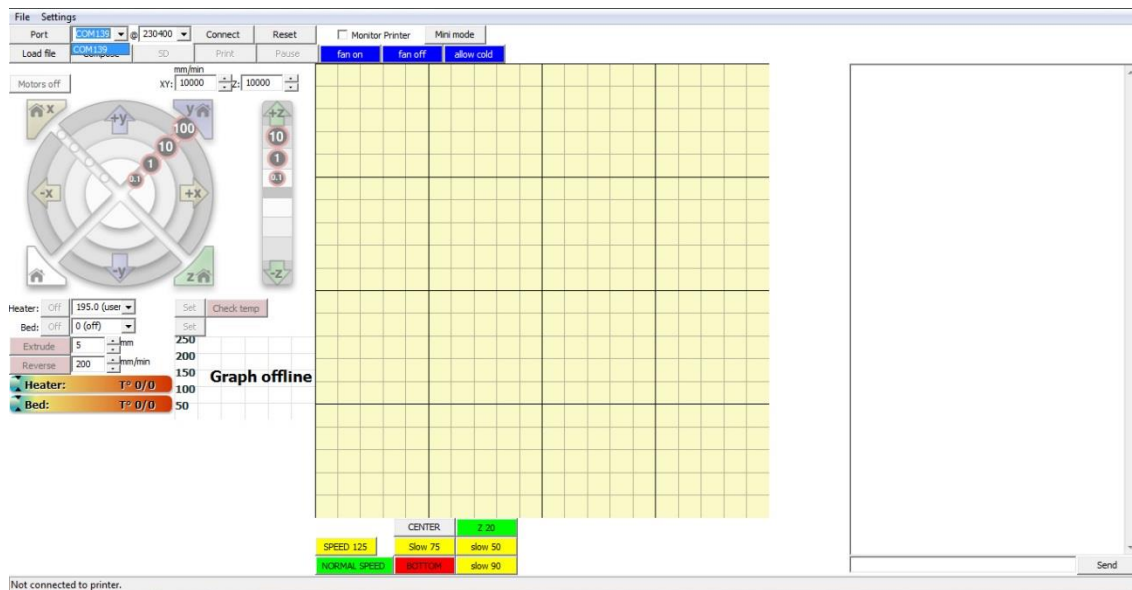 File Settings
Port COM139 @ 230400 Connect Reset Monitor Printer Mini mode
Load file COM139 SD Print Pause fan on fan off allow cold
mm/min
Motors off XY: 10000 Z: 10000
x +y y +z
100
10 10
1 1
0.1 0.1
-x +x
-y z -z
Heater: Off 195.0 (user Set Check temp
Bed: Off 0 (off) Set
Extrude 5 mm
Reverse 200 mm/min
Heater: T° 0/0
Bed: T° 0/0
250
200
150
100
50
Graph offline
CENTER Z 20
SPEED 125 Slow 75 slow 50
NORMAL SPEED BOTTOM slow 90
Send
Not connected to printer.